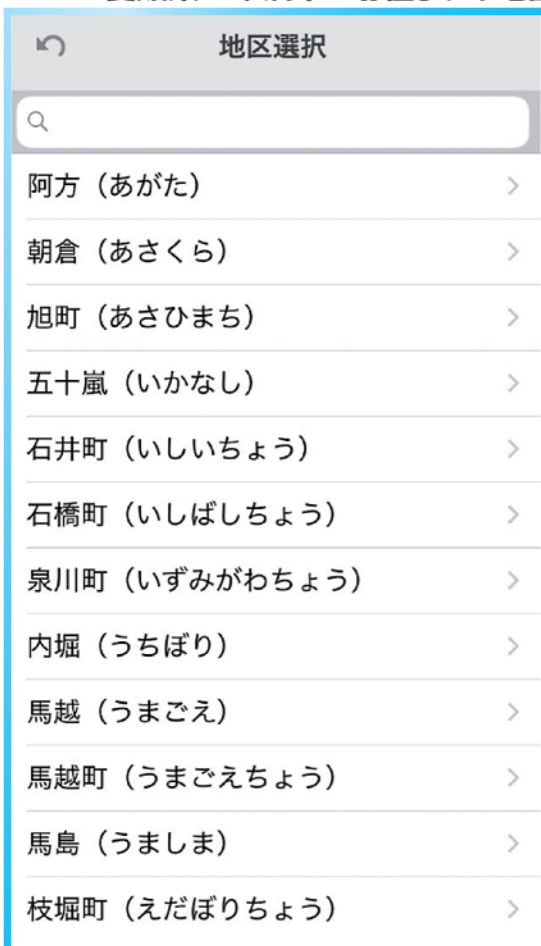 地区選択
阿方（あがた）
朝倉（あさくら）
旭町（あさひまち）
五十嵐（いかなし）
石井町（いしいちょう）
石橋町（いしばしちょう）
泉川町（いずみがわちょう）
内堀（うちぼり）
馬越（うまごえ）
馬越町（うまごえちょう）
馬島（うましま）
枝堀町（えだぼりちょう）